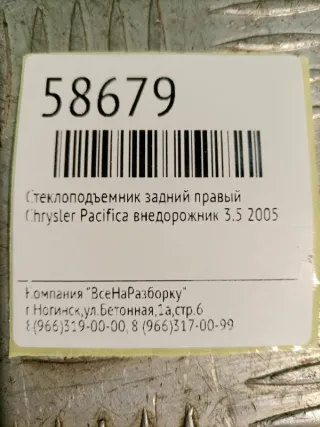 58679
Стеклоподъемник задний правый
Chrysler Pacifica внедорожник 3.5 2005
Компания "ВсеНаРазборку"
г.Ногинск,ул.Бетонная,1а,стр.6
8(966)319-00-00, 8 (966)317-00-99